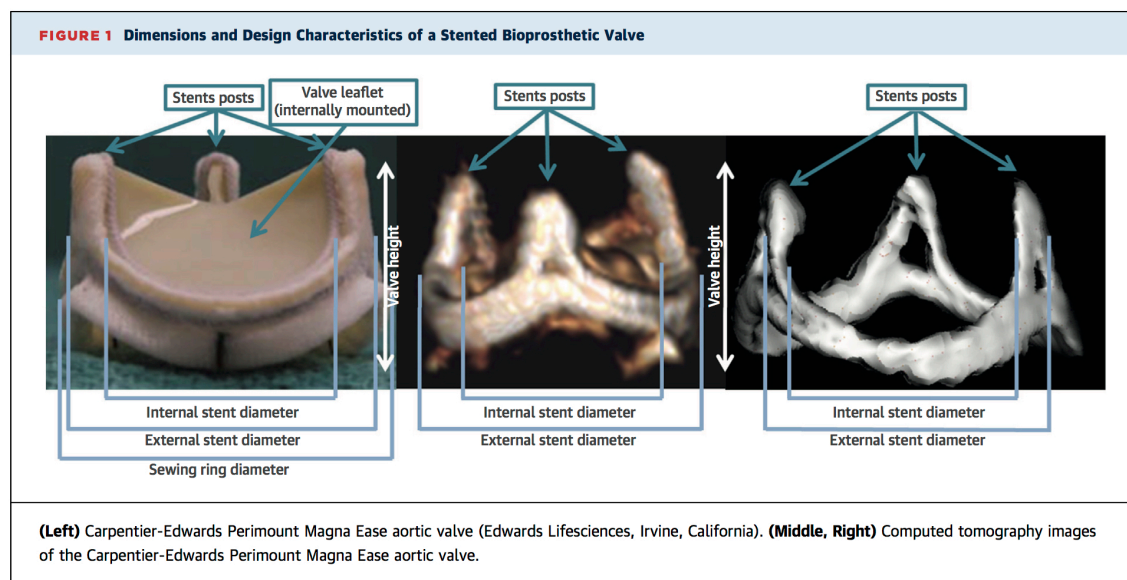 FIGURE 1 Dimensions and Design Characteristics of a Stented Bioprosthetic Valve
Stents posts
Valve leaflet
(internally mounted)
Stents posts
Stents posts
Valve height
Valve height
Internal stent diameter
External stent diameter
Sewing ring diameter
Internal stent diameter
External stent diameter
Internal stent diameter
External stent diameter
(Left) Carpentier-Edwards Perimount Magna Ease aortic valve (Edwards Lifesciences, Irvine, California). (Middle, Right) Computed tomography images
of the Carpentier-Edwards Perimount Magna Ease aortic valve.